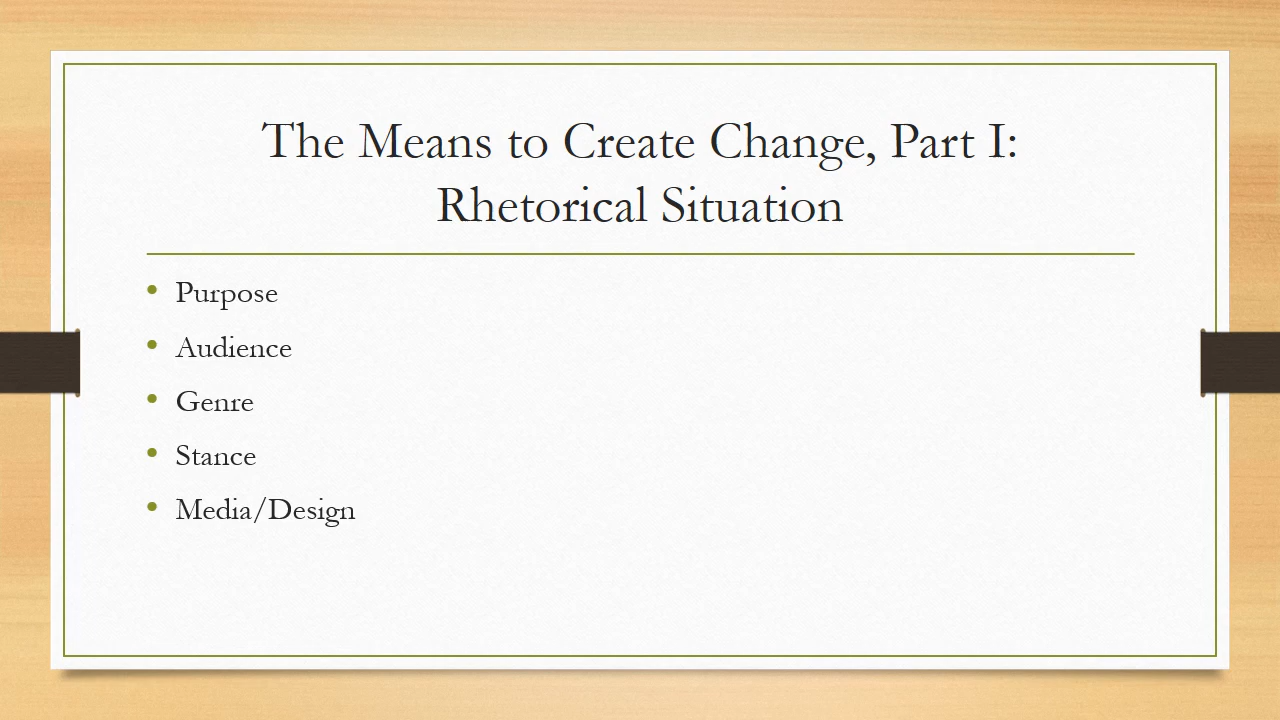 The Means to Create Change, Part I:
Rhetorical Situation
• Purpose
• Audience
• Genre
• Stance
• Media/Design